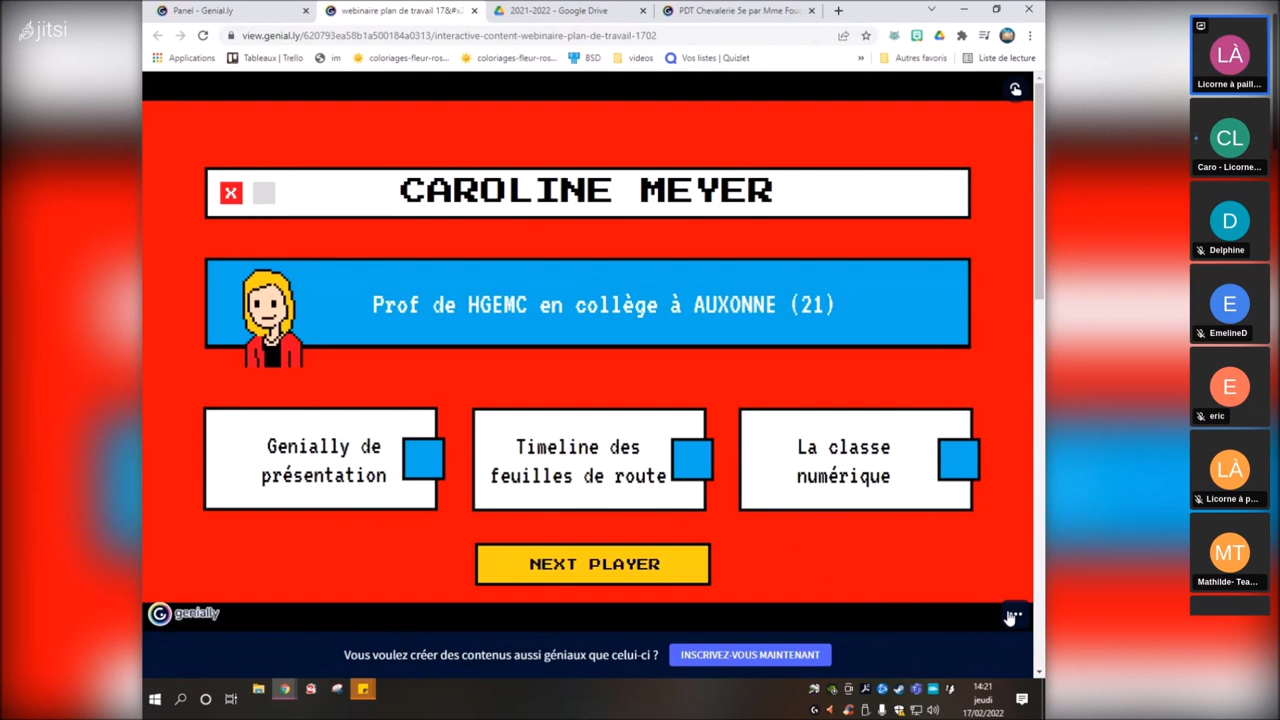 jitsi
Panel - Genial.ly
webinaire plan de travail 17&#x2
2021-2022 - Google Drive
PDT Chevalerie 5e par Mme Fou
view.genial.ly/620793ea58b1a500184a0313/interactive-content-webinaire-plan-de-travail-1702
Applications
Tableaux | Trello
im
coloriages-fleur-ros...
coloriages-fleur-ros...
BSD
videos
Vos listes | Quizlet
»
Autres favoris
Liste de lecture
X
CAROLINE MEYER
Prof de HGEMC en collège à AUXONNE (21)
Genially de
présentation
Timeline des
feuilles de route
La classe
numérique
NEXT PLAYER
genially
Vous voulez créer des contenus aussi géniaux que celui-ci ?
INSCRIVEZ-VOUS MAINTENANT
14:21
jeudi
17/02/2022
LÀ
Licorne à paill...
CL
Caro - Licorne...
D
Delphine
E
EmelineD
E
eric
LÀ
Licorne à p...
MT
Mathilde- Tea...